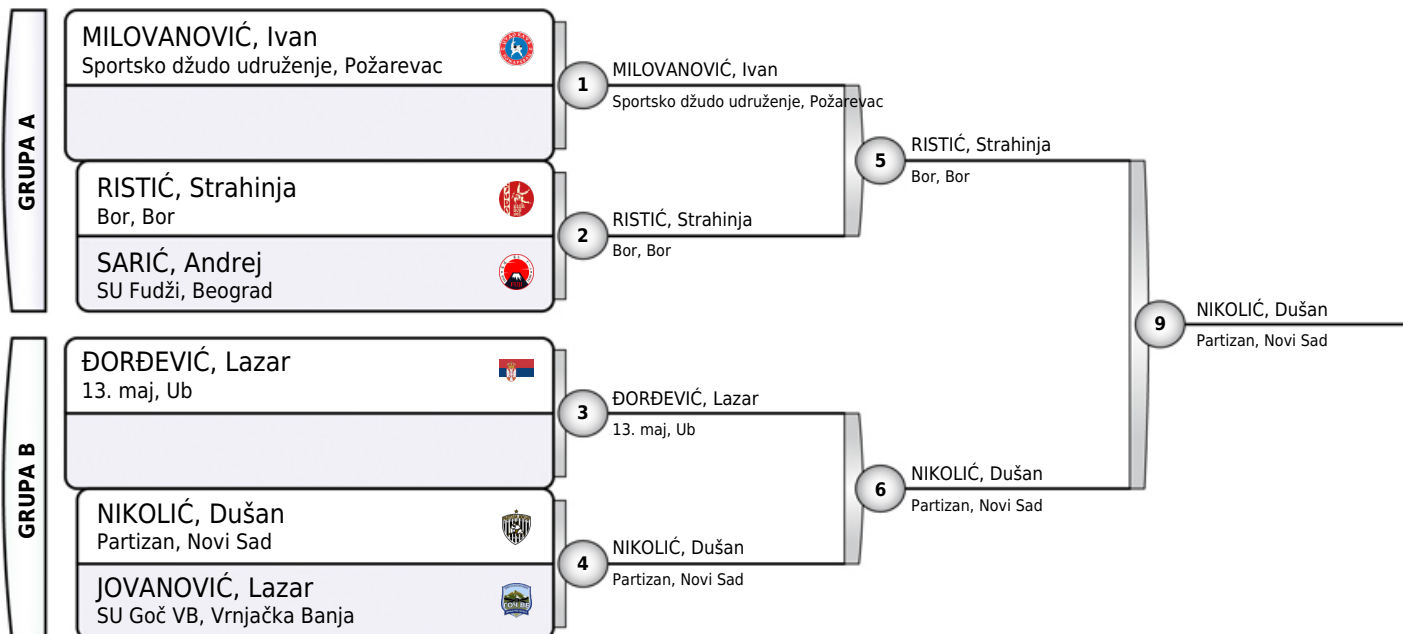 GRUPA A
MILOVANOVIĆ, Ivan
Sportsko džudo udruženje, Požarevac
RISTIĆ, Strahinja
Bor, Bor
SARIĆ, Andrej
SU Fudži, Beograd
1
MILOVANOVIĆ, Ivan
Sportsko džudo udruženje, Požarevac
2
RISTIĆ, Strahinja
Bor, Bor
5
RISTIĆ, Strahinja
Bor, Bor
GRUPA B
ĐORĐEVIĆ, Lazar
13. maj, Ub
NIKOLIĆ, Dušan
Partizan, Novi Sad
JOVANOVIĆ, Lazar
SU Goč VB, Vrnjačka Banja
3
ĐORĐEVIĆ, Lazar
13. maj, Ub
4
NIKOLIĆ, Dušan
Partizan, Novi Sad
6
NIKOLIĆ, Dušan
Partizan, Novi Sad
9
NIKOLIĆ, Dušan
Partizan, Novi Sad